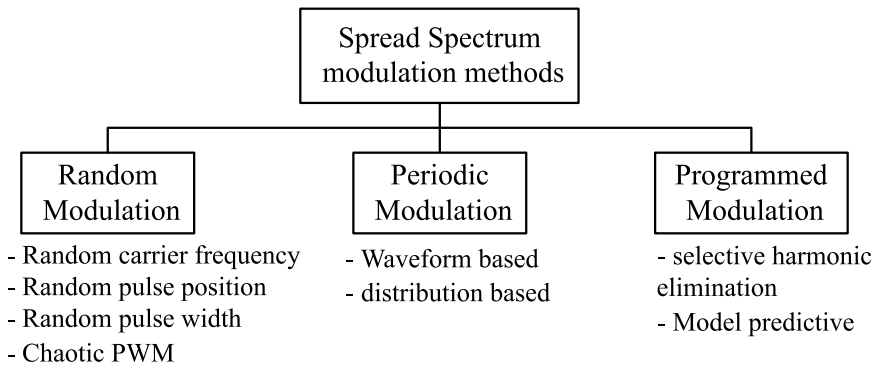 Spread Spectrum
modulation methods
Random
Modulation
- Random carrier frequency
- Random pulse position
- Random pulse width
- Chaotic PWM
Periodic
Modulation
- Waveform based
- distribution based
Programmed
Modulation
- selective harmonic
elimination
- Model predictive